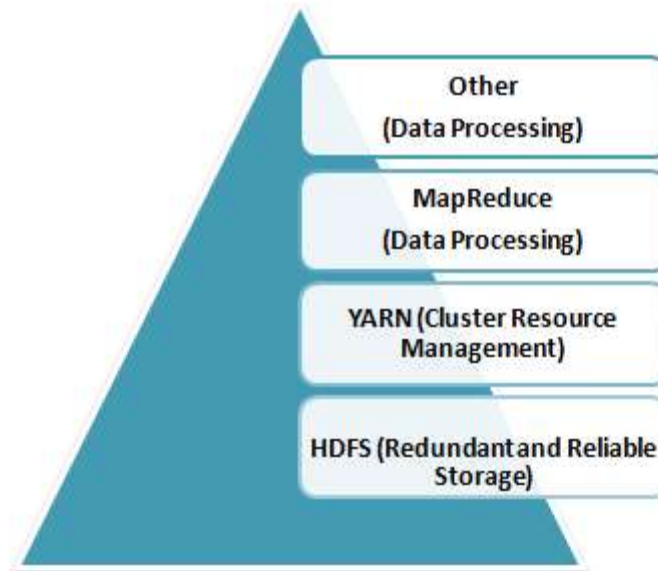 Other
(Data Processing)
MapReduce
(Data Processing)
YARN (Cluster Resource
Management)
HDFS (Redundant and Reliable
Storage)